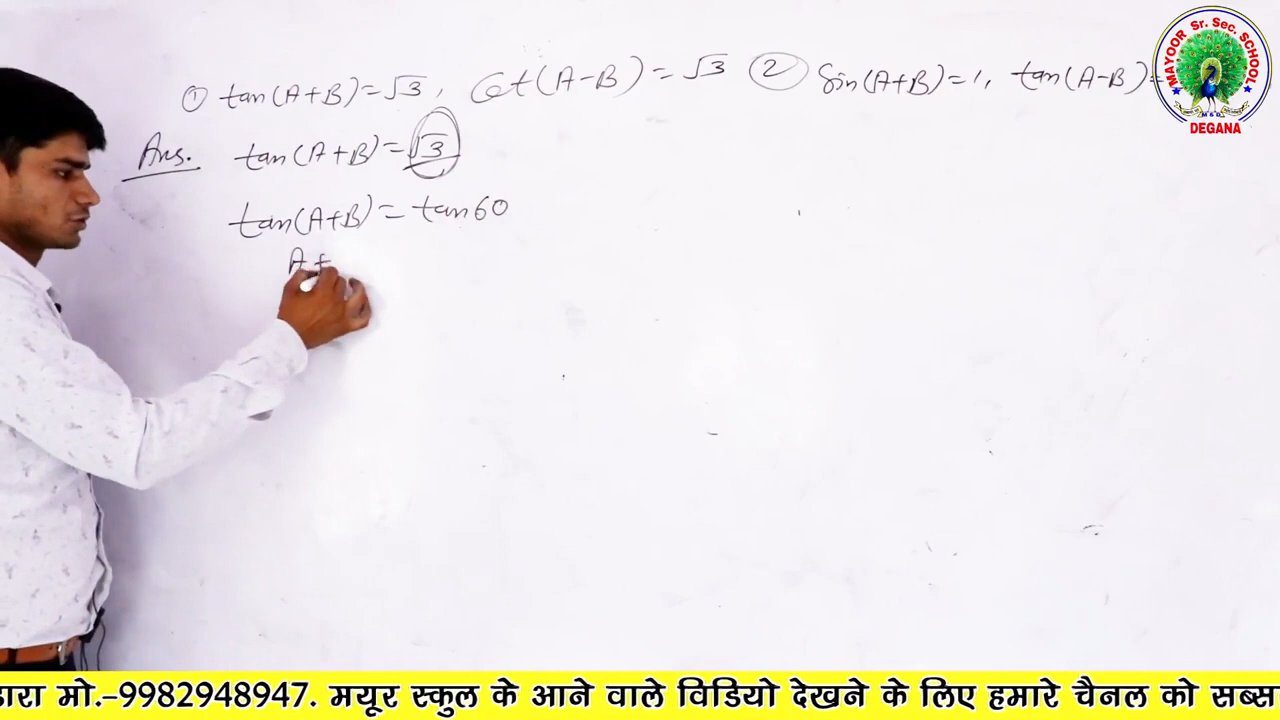 ① tan(A+B)=√3, Cot(A-B)=√3 ② Sin(A+B)=1, tan(A-B)=
Ans. tan(A+B)=√3
tan(A+B)=tan60
A+
MAYOOR Sr. Sec. SCHOOL
DEGANA
डारा मो.-9982948947. मयूर स्कुल के आने वाले विडियो देखने के लिए हमारे चैनल को सब्स